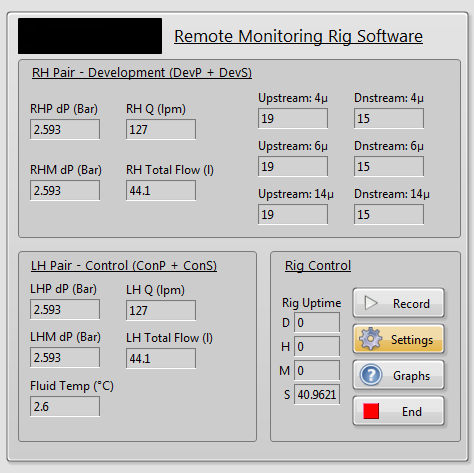 Remote Monitoring Rig Software
RH Pair - Development (DevP + DevS)
RHP dP (Bar) RH Q (lpm) Upstream: 4µ Dnstream: 4µ
2.593 127 19 15
Upstream: 6µ Dnstream: 6µ
RHM dP (Bar) RH Total Flow (l) 19 15
2.593 44.1 Upstream: 14µ Dnstream: 14µ
19 15
LH Pair - Control (ConP + ConS)
LHP dP (Bar) LH Q (lpm)
2.593 127
LHM dP (Bar) LH Total Flow (l)
2.593 44.1
Fluid Temp (°C)
2.6
Rig Control
Rig Uptime
D 0
H 0
M 0
S 40.9621
Record
Settings
Graphs
End